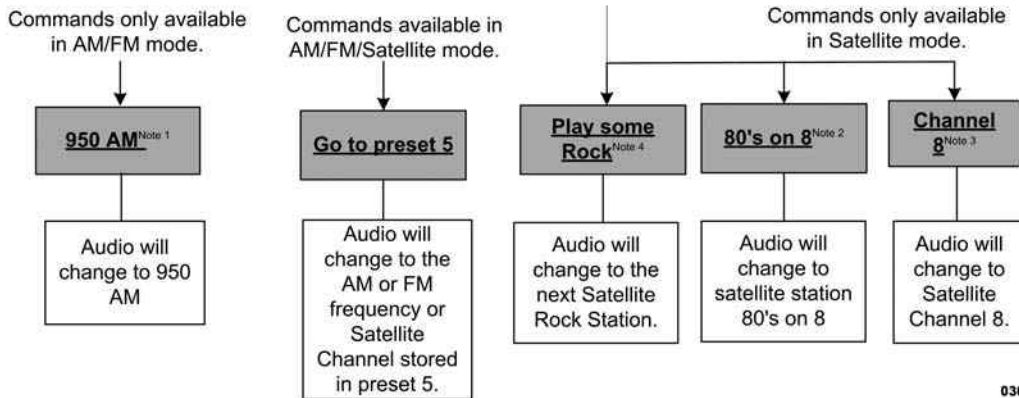 Commands only available
in AM/FM mode.
950 AM Note 1
Audio will
change to 950
AM
Commands available in
AM/FM/Satellite mode.
Go to preset 5
Audio will
change to the
AM or FM
frequency or
Satellite
Channel stored
in preset 5.
Commands only available
in Satellite mode.
Play some
Rock Note 4
Audio will
change to the
next Satellite
Rock Station.
80's on 8 Note 2
Audio will
change to
satellite station
80's on 8
Channel
8 Note 3
Audio will
change to
Satellite
Channel 8.